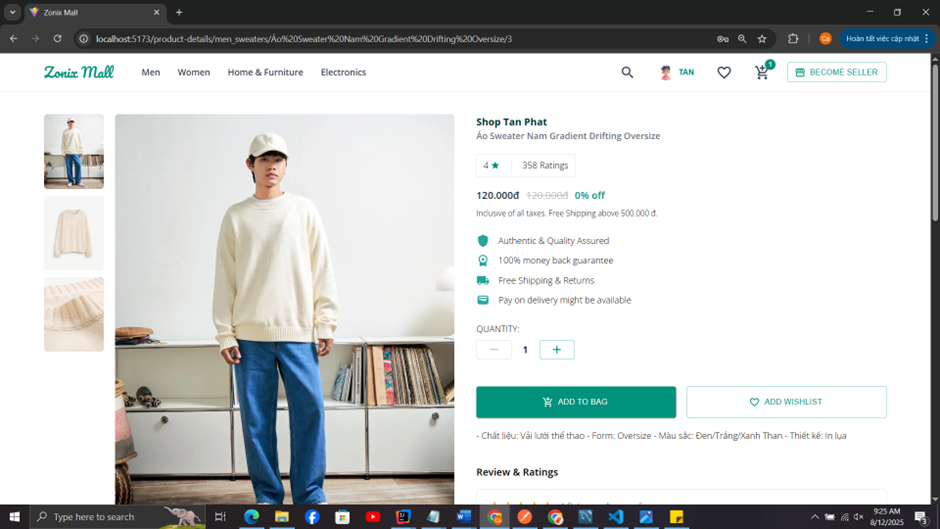 Zonix Mall
localhost:5173/product-details/men_sweaters/Áo%20Sweater%20Nam%20Gradient%20Drifting%20Oversize/3
Ca
Hoàn tất việc cập nhật
Zonix Mall
Men
Women
Home & Furniture
Electronics
TAN
1
BECOME SELLER
Shop Tan Phat
Áo Sweater Nam Gradient Drifting Oversize
4 ★ 358 Ratings
120.000đ 120.000đ 0% off
Inclusive of all taxes. Free Shipping above 500.000 đ.
Authentic & Quality Assured
100% money back guarantee
Free Shipping & Returns
Pay on delivery might be available
QUANTITY:
1
ADD TO BAG
ADD WISHLIST
- Chất liệu: Vải lưới thể thao - Form: Oversize - Màu sắc: Đen/Trắng/Xanh Than - Thiết kế: In lụa
Review & Ratings
Type here to search
9:25 AM
8/12/2025
3